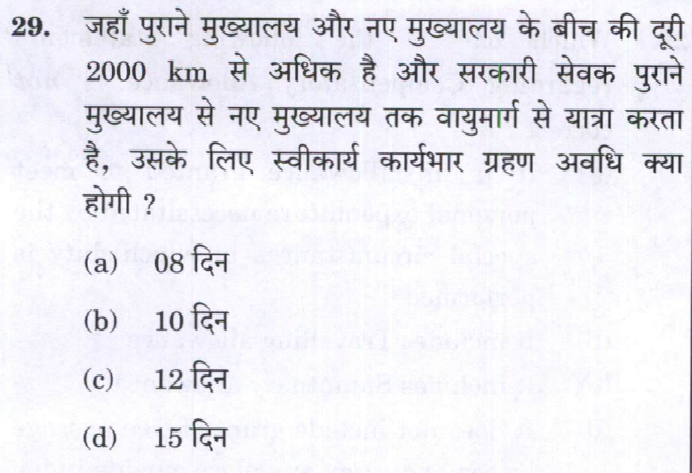 29. जहाँ पुराने मुख्यालय और नए मुख्यालय के बीच की दूरी
2000 km से अधिक है और सरकारी सेवक पुराने
मुख्यालय से नए मुख्यालय तक वायुमार्ग से यात्रा करता
है, उसके लिए स्वीकार्य कार्यभार ग्रहण अवधि क्या
होगी ?
(a) 08 दिन
(b) 10 दिन
(c) 12 दिन
(d) 15 दिन